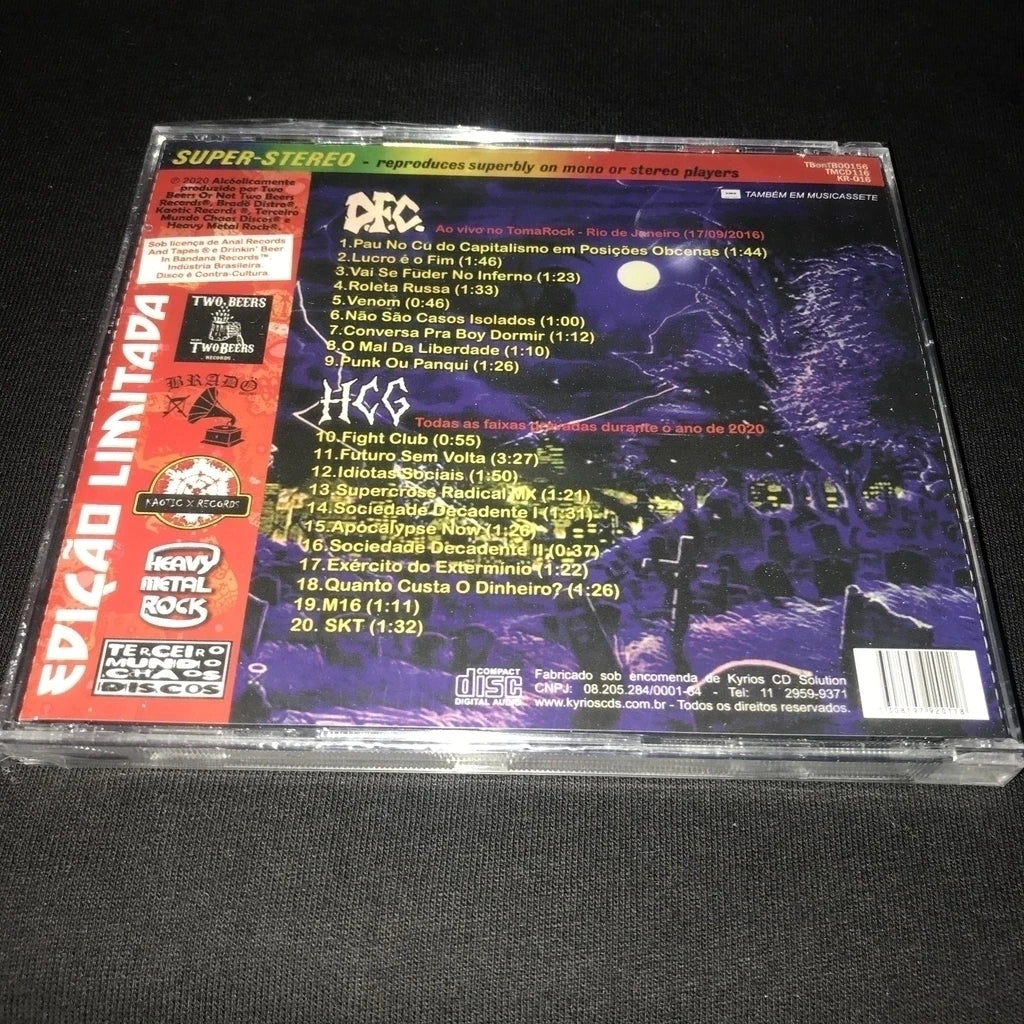 SUPER-STEREO - reproduces superbly on mono or stereo players
TMCD116
KR-016
TAMBÉM EM MUSICASSETE
℗ 2020 Alcóolicamente
produzido por Two
Beers Or Not Two Beers
Records®, Bradö Distro®,
Kaotic Records ®, Terceiro
Mundo Chaos Discos® e
Heavy Metal Rock®.
Sob licença de Anal Records
And Tapes ® e Drinkin' Beer
In Bandana Records™
Indústria Brasileira
Disco é Contra-Cultura.
EDIÇÃO LIMITADA
TWO BEERS
TWO BEERS
RECORDS
BRADÖ
KAOTIC X RECORDS
HEAVY
METAL
ROCK
TERCEIRO
MUNDO
CHAOS
DISCOS
D.F.C.
Ao vivo no TomaRock - Rio de Janeiro (17/09/2016)
1.Pau No Cu do Capitalismo em Posições Obcenas (1:44)
2.Lucro é o Fim (1:46)
3.Vai Se Fuder No Inferno (1:23)
4.Roleta Russa (1:33)
5.Venom (0:46)
6.Não São Casos Isolados (1:00)
7.Conversa Pra Boy Dormir (1:12)
8.O Mal Da Liberdade (1:10)
9.Punk Ou Panqui (1:26)
HCG
Todas as faixas gravadas durante o ano de 2020
10.Fight Club (0:55)
11.Futuro Sem Volta (3:27)
12.Idiotas Sociais (1:50)
13.Supercross Radical MX (1:21)
14.Sociedade Decadente I (1:31)
15.Apocalypse Now (1:26)
16.Sociedade Decadente II (0:37)
17.Exército do Extermínio (1:22)
18.Quanto Custa O Dinheiro? (1:26)
19.M16 (1:11)
20. SKT (1:32)
COMPACT
disc
DIGITAL AUDIO
Fabricado sob encomenda de Kyrios CD Solution
CNPJ: 08.205.284/0001-64 - Tel: 11 2959-9371
www.kyrioscds.com.br - Todos os direitos reservados.